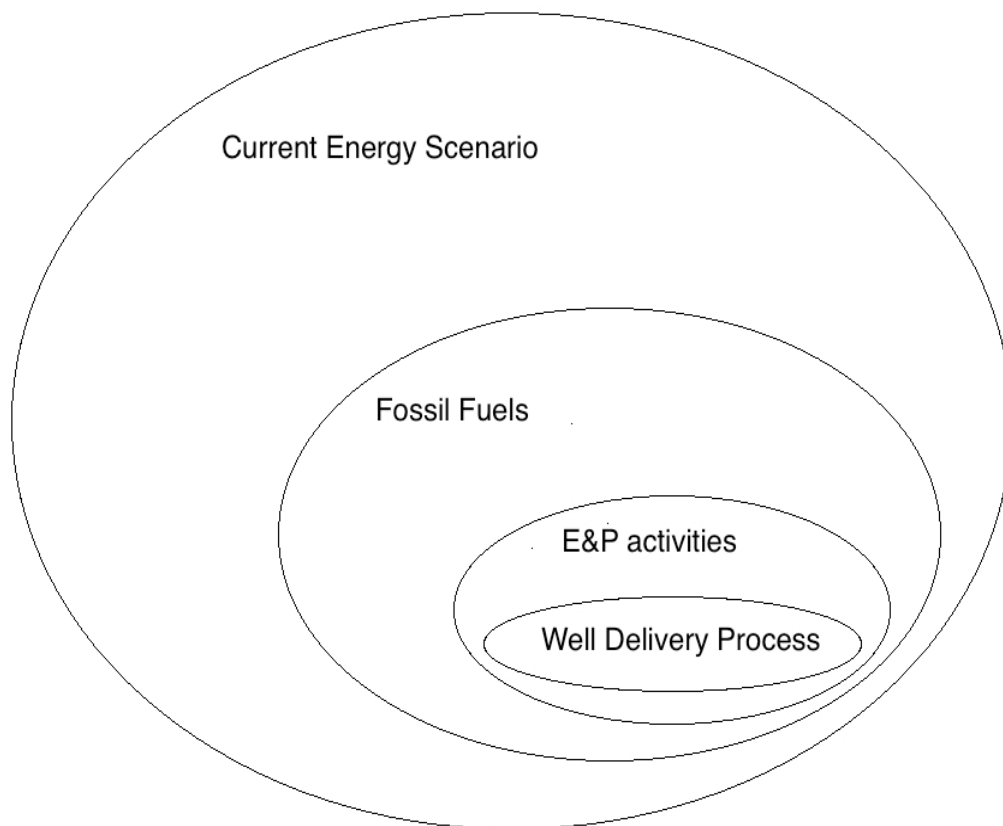 Current Energy Scenario
Fossil Fuels
E&P activities
Well Delivery Process